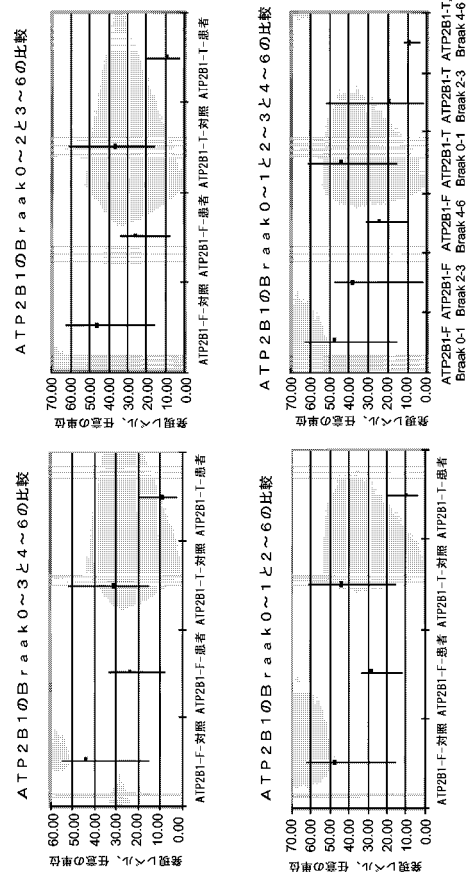 ATP2B1のBraak0～3と4～6の比較
発現レベル、任意の単位
60.00
50.00
40.00
30.00
20.00
10.00
0.00
ATP2B1-F-対照 ATP2B1-F-患者 ATP2B1-T-対照 ATP2B1-T-患者
ATP2B1のBraak0～2と3～6の比較
発現レベル、任意の単位
70.00
60.00
50.00
40.00
30.00
20.00
10.00
0.00
ATP2B1-F-対照 ATP2B1-F-患者 ATP2B1-T-対照 ATP2B1-T-患者
ATP2B1のBraak0～1と2～6の比較
発現レベル、任意の単位
70.00
60.00
50.00
40.00
30.00
20.00
10.00
0.00
ATP2B1-F-対照 ATP2B1-F-患者 ATP2B1-T-対照 ATP2B1-T-患者
ATP2B1のBraak0～1と2～3と4～6の比較
発現レベル、任意の単位
70.00
60.00
50.00
40.00
30.00
20.00
10.00
0.00
ATP2B1-F ATP2B1-F ATP2B1-F ATP2B1-T ATP2B1-T ATP2B1-T,
Braak 0-1 Braak 2-3 Braak 4-6 Braak 0-1 Braak 2-3 Braak 4-6